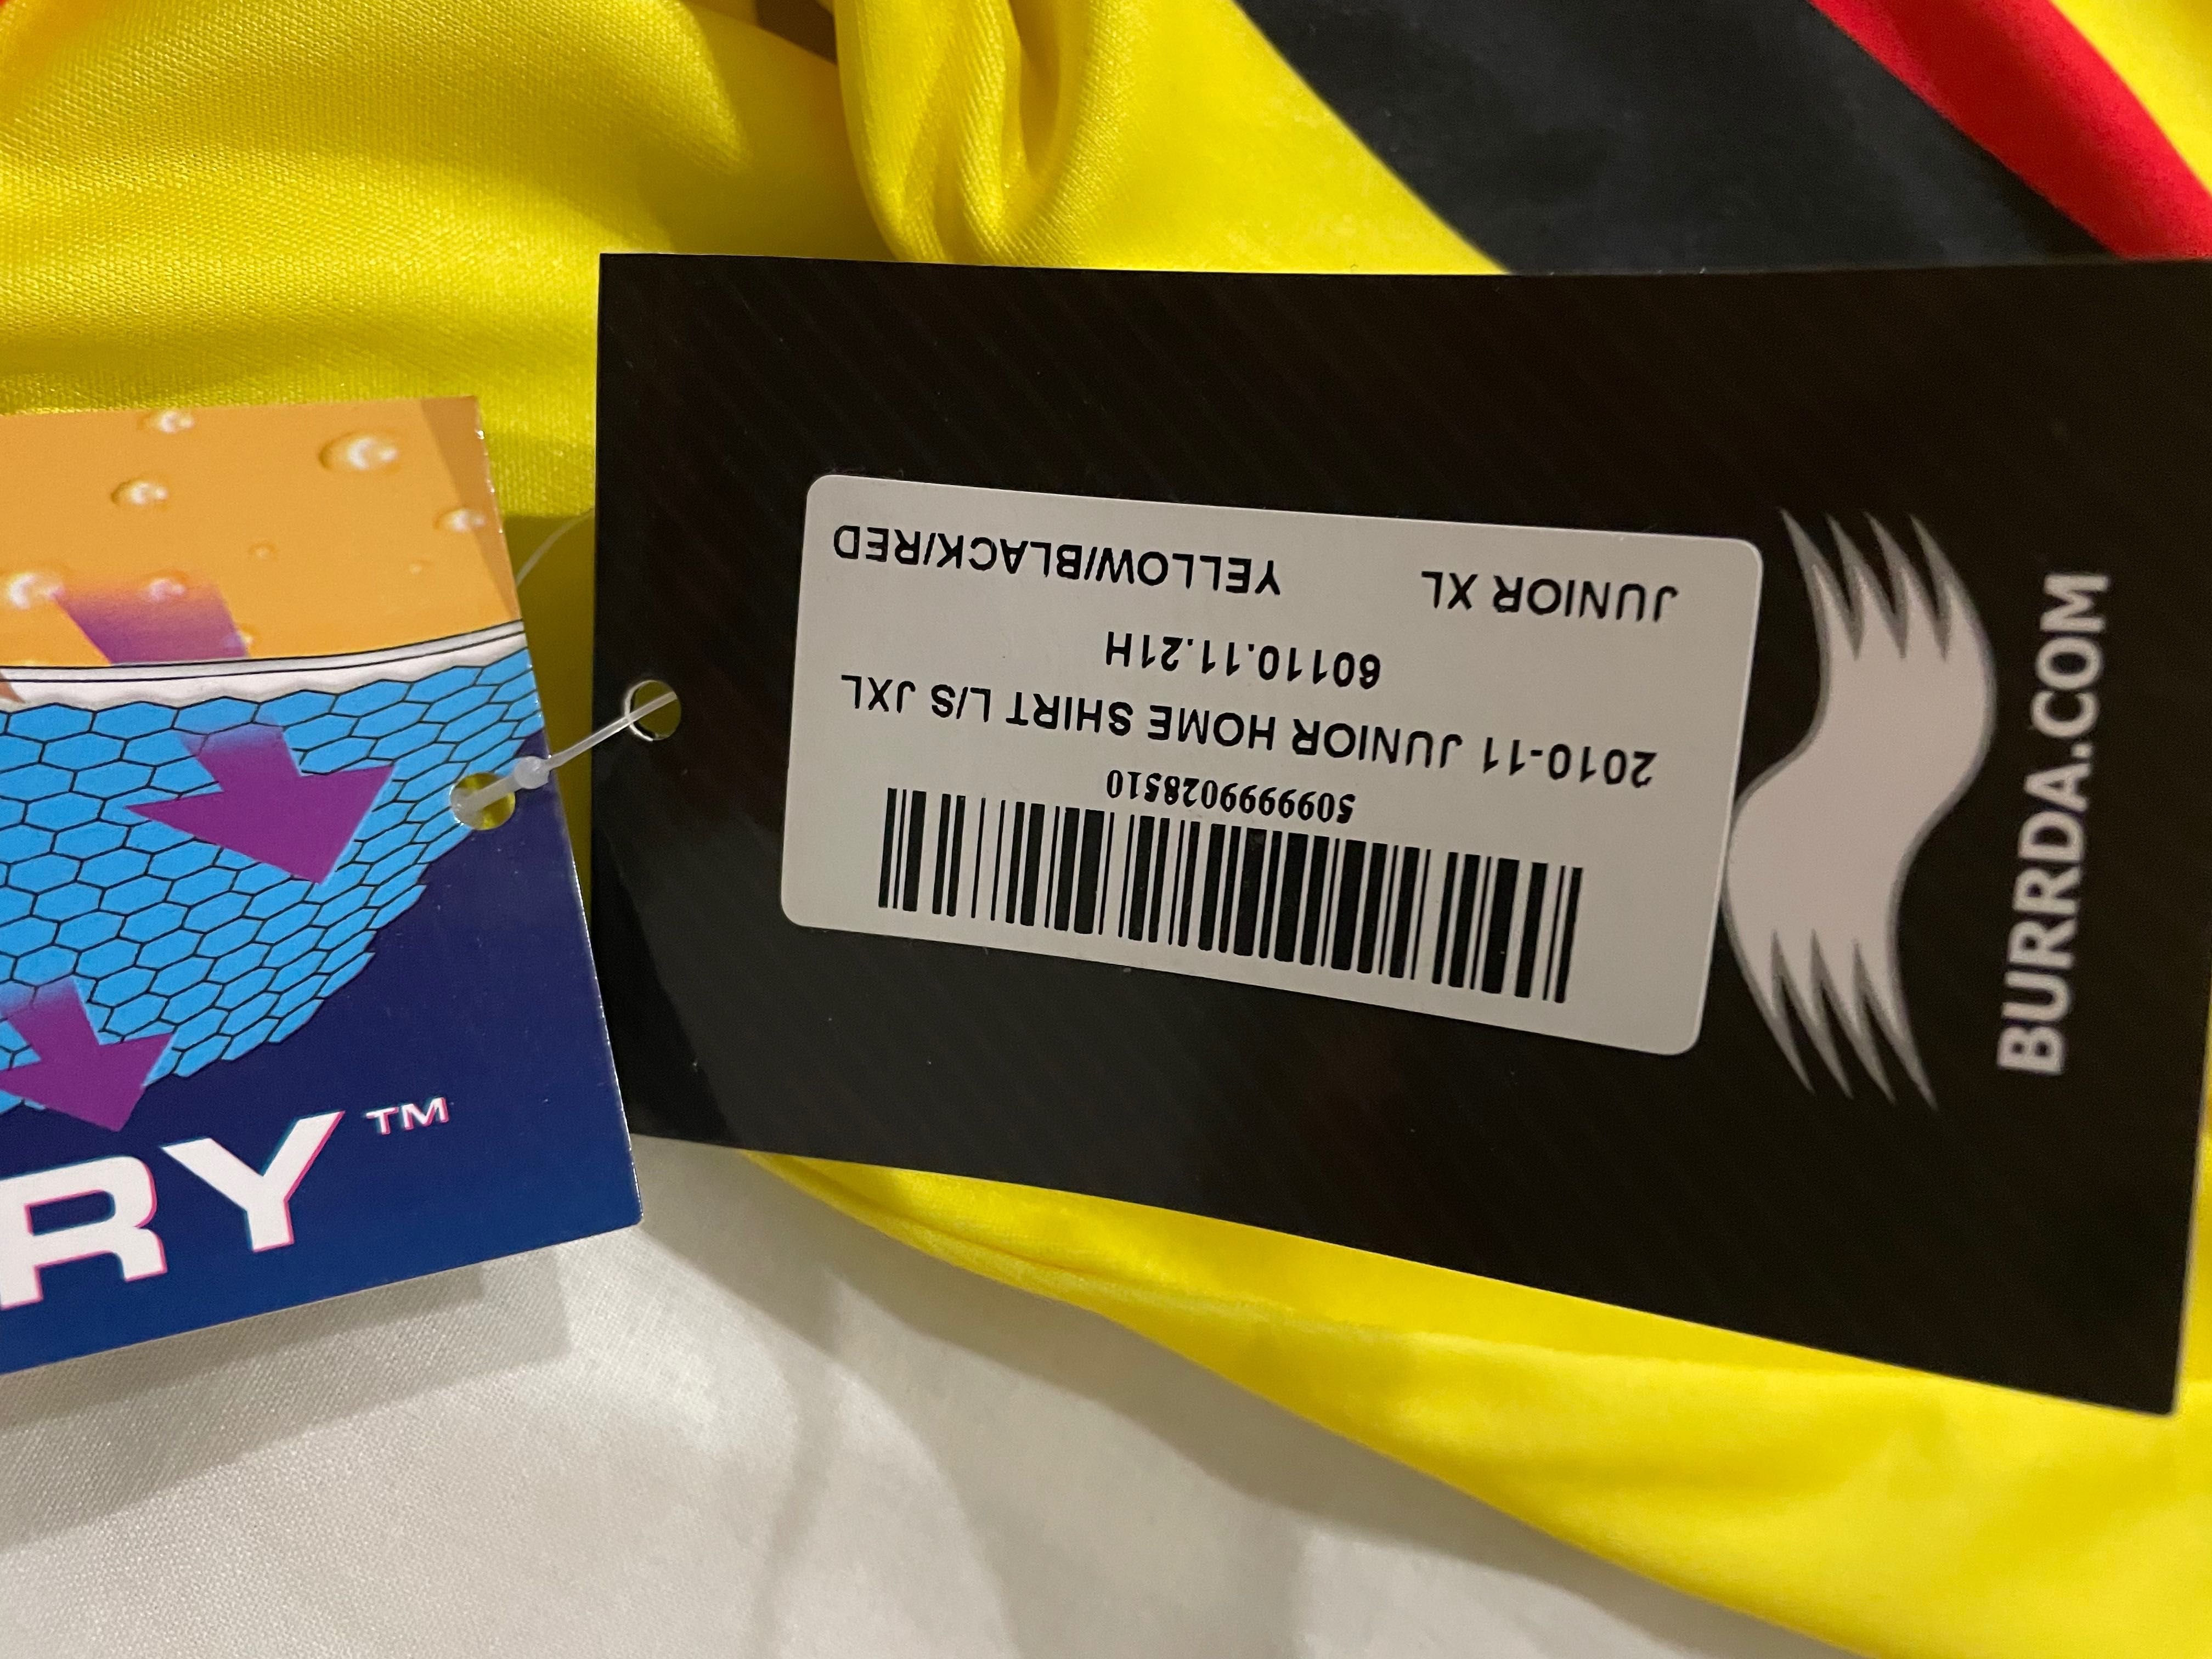 JUNIOR XL YELLOW/BLACK/RED
60110.11.21H
2010-11 JUNIOR HOME SHIRT L/S JXL
5099999028510
BURRDA.COM
RY™